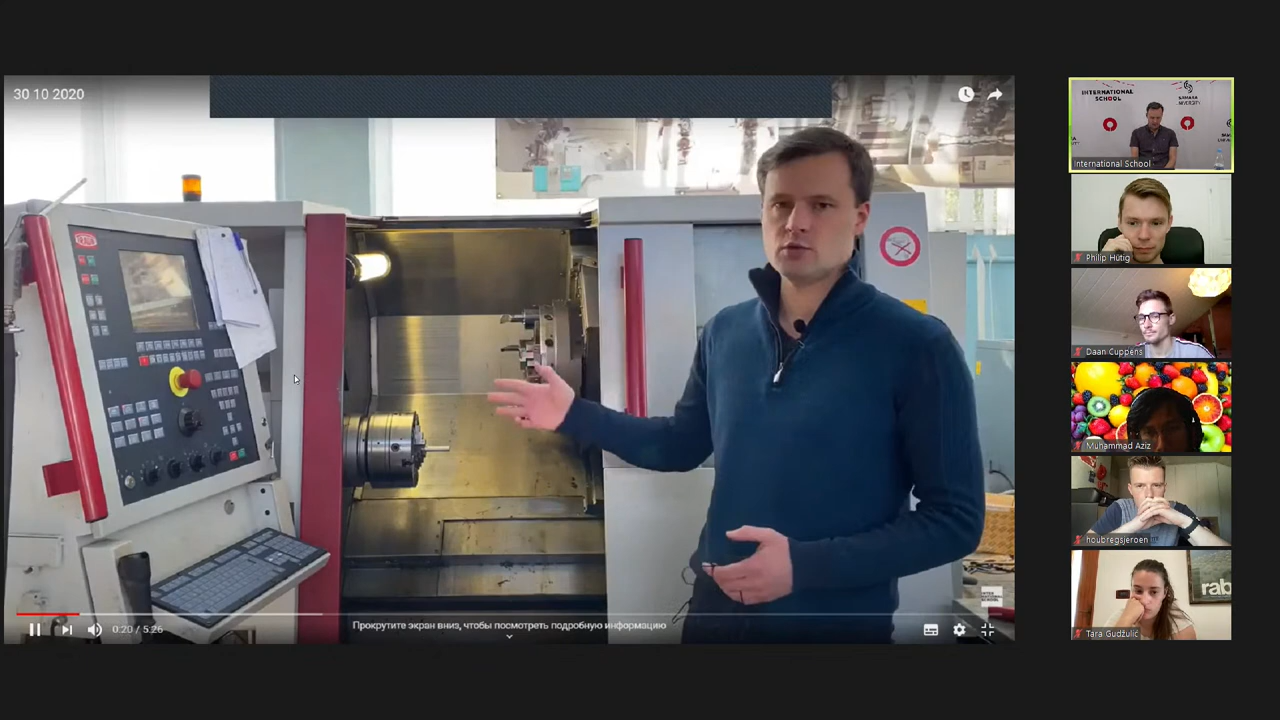 30 10 2020
0:20 / 5:26
Прокрутите экран вниз, чтобы посмотреть подробную информацию
INTERNATIONAL
SCHOOL
International School
Philip Hütig
Daan Cuppens
Muhammad Aziz
houbregsjeroen
rab
Tara Gudžulić